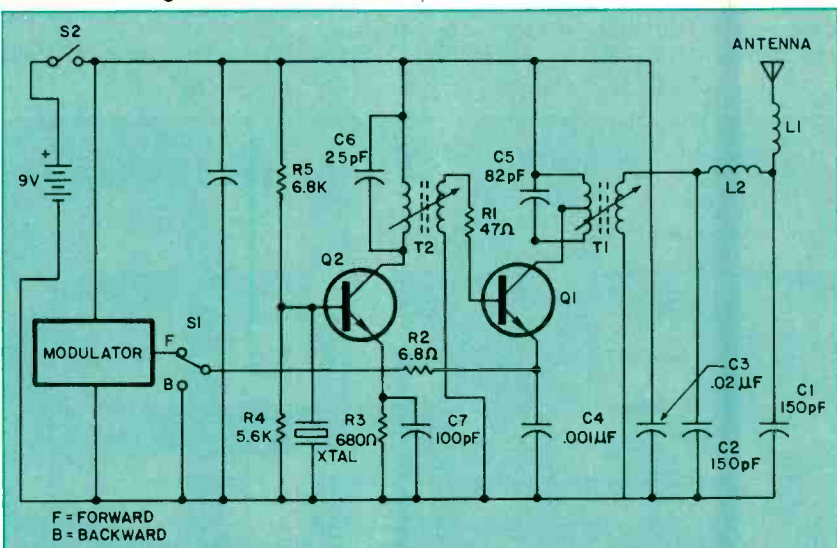 S2
ANTENNA
L1
C6
25pF
R5
6.8K
C5
82pF
+
9V
R1
47Ω
L2
T2
T1
Q2
Q1
MODULATOR
F
S1
B
R2
6.8Ω
C3
.02µF
C1
150pF
R4
5.6K
XTAL
R3
680Ω
C7
100pF
C4
.001µF
C2
150pF
F = FORWARD
B = BACKWARD